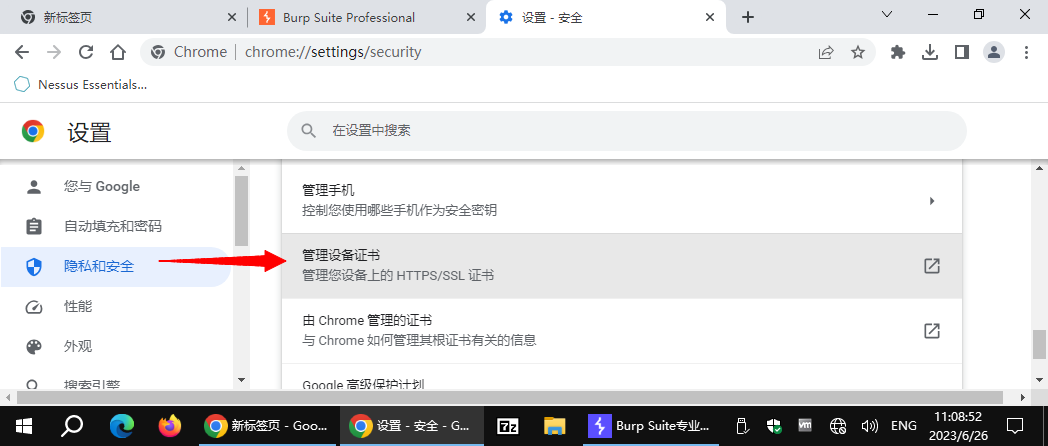 新标签页
Burp Suite Professional
设置 - 安全
Chrome
chrome://settings/security
Nessus Essentials...
设置
在设置中搜索
您与 Google
自动填充和密码
隐私和安全
性能
外观
搜索引擎
管理手机
控制您使用哪些手机作为安全密钥
管理设备证书
管理您设备上的 HTTPS/SSL 证书
由 Chrome 管理的证书
与 Chrome 如何管理其根证书有关的信息
Google 高级保护计划
新标签页 - Goo...
设置 - 安全 - G...
7z
Burp Suite专业...
vm
ENG
11:08:52
2023/6/26